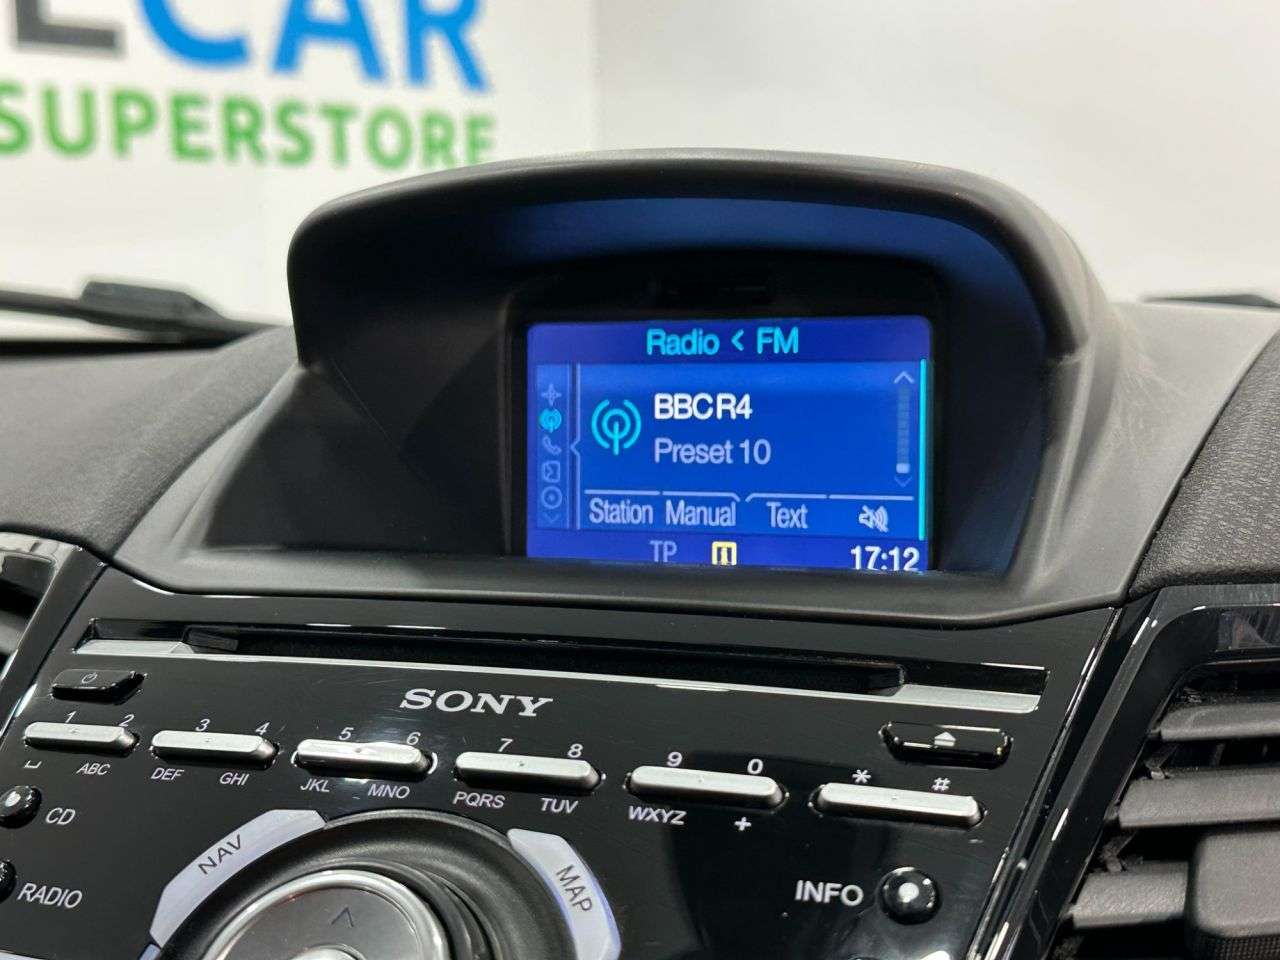 ECAR
SUPERSTORE
Radio < FM
BBC R4
Preset 10
Station Manual Text
TP 17:12
SONY
1 2 3 4 5 6 7 8 9 0 * #
ABC DEF GHI JKL MNO PQRS TUV WXYZ +
CD
NAV
MAP
RADIO
INFO